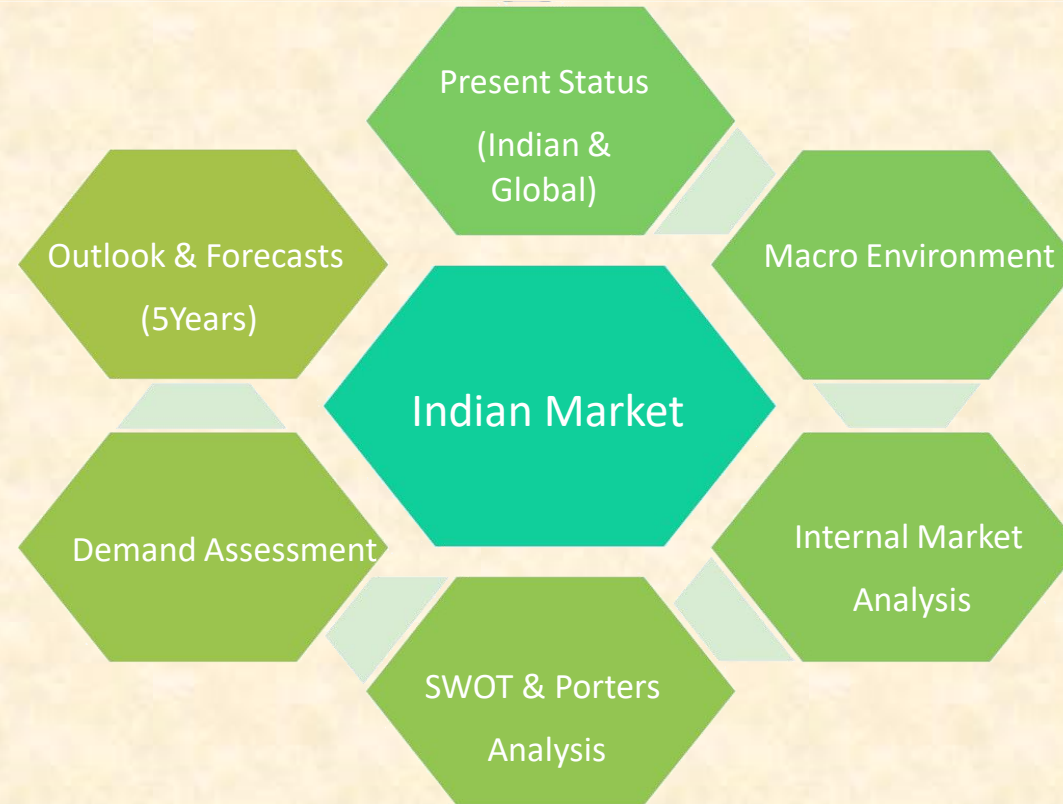 Present Status
(Indian &
Global)
Macro Environment
Internal Market
Analysis
SWOT & Porters
Analysis
Demand Assessment
Outlook & Forecasts
(5Years)
Indian Market